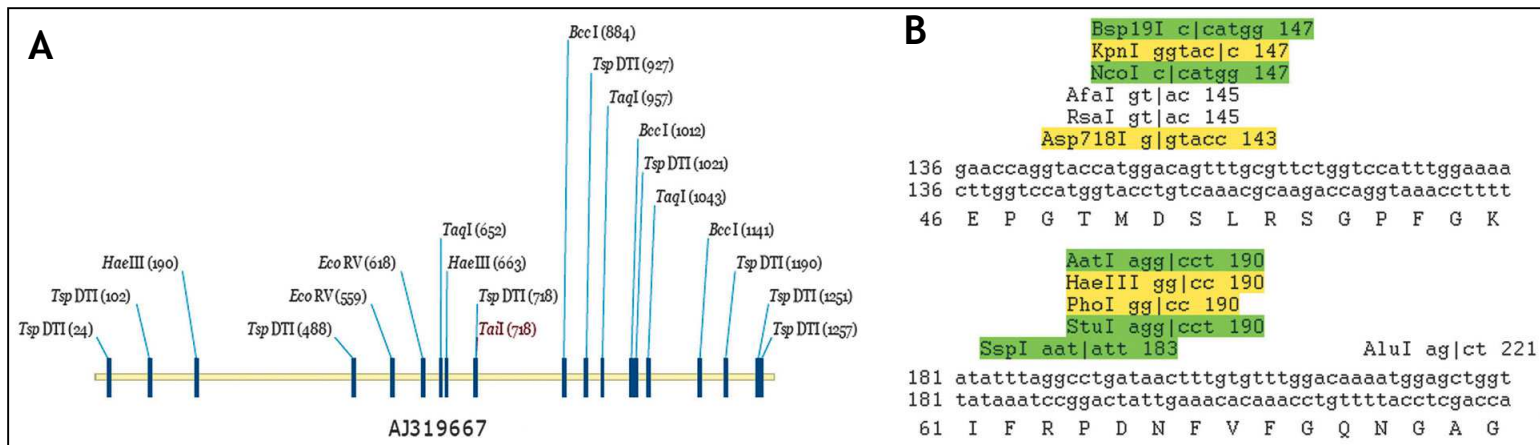 A
BccI (884)
TspDTI (927)
TaqI (957)
BccI (1012)
TspDTI (1021)
TaqI (1043)
TaqI (652)
BccI (1141)
HaeIII (190)
EcoRV (618)
HaeIII (663)
TspDTI (1190)
TspDTI (102)
EcoRV (559)
TspDTI (718)
TspDTI (1251)
TspDTI (24)
TspDTI (488)
TaiI (718)
TspDTI (1257)
AJ319667
B
Bsp19I c|catgg 147
KpnI ggtac|c 147
NcoI c|catgg 147
AfaI gt|ac 145
RsaI gt|ac 145
Asp718I g|gtacc 143
136 gaaccaggtaccatggacagtttgcgttctggtccatttggaaaa
136 cttggtccatggtacctgtcaaacgcaagaccaggtaaacctttt
46 E P G T M D S L R S G P F G K
AatI agg|cct 190
HaeIII gg|cc 190
PhoI gg|cc 190
StuI agg|cct 190
SspI aat|att 183 AluI ag|ct 221
181 atatttaggcctgataactttgtgtttggacaaaatggagctggt
181 tataaatccggactattgaaacacaaacctgttttacctcgacca
61 I F R P D N F V F G Q N G A G